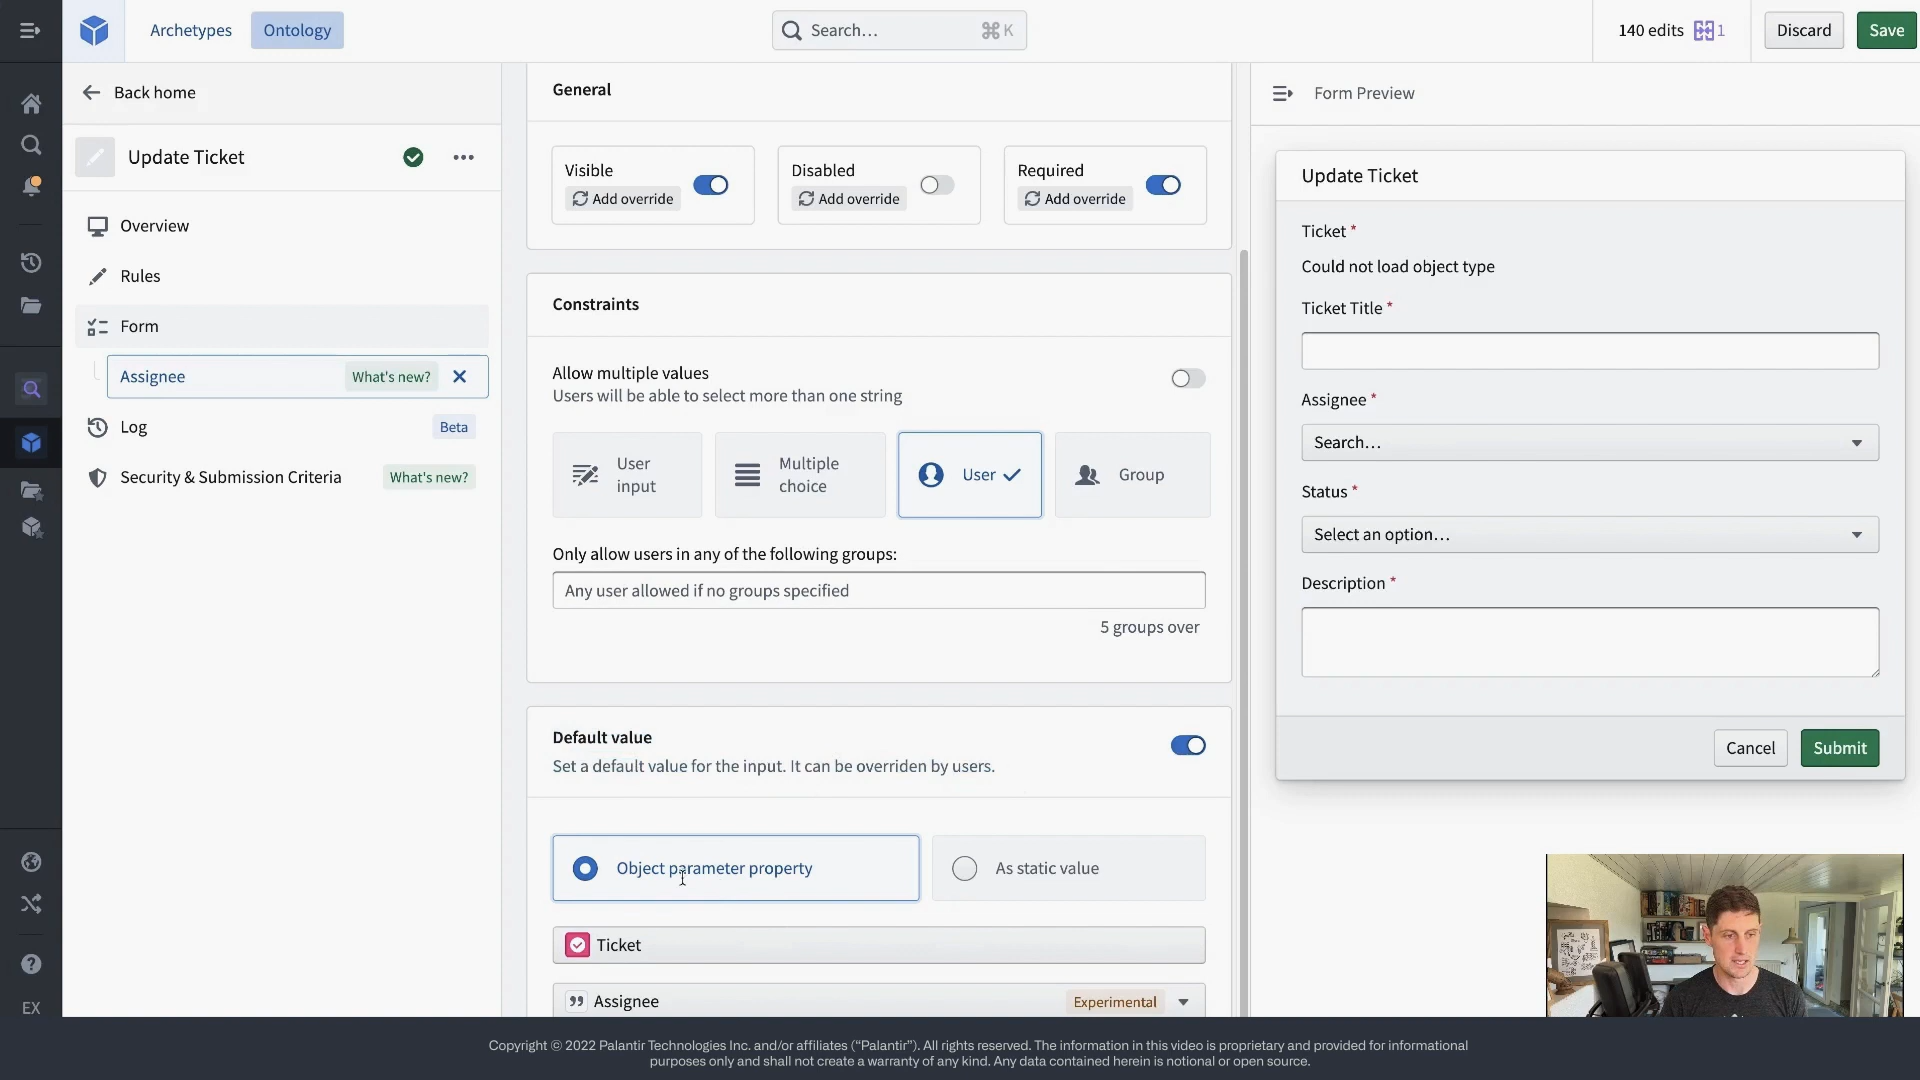 Archetypes
Ontology
Search...
⌘K
140 edits
1
Discard
Save
Back home
Update Ticket
Overview
Rules
Form
Assignee
What's new?
Log
Beta
Security & Submission Criteria
What's new?
EX
General
Visible
Add override
Disabled
Add override
Required
Add override
Constraints
Allow multiple values
Users will be able to select more than one string
User
input
Multiple
choice
User
Group
Only allow users in any of the following groups:
Any user allowed if no groups specified
5 groups over
Default value
Set a default value for the input. It can be overriden by users.
Object parameter property
As static value
Ticket
Assignee
Experimental
Form Preview
Update Ticket
Ticket *
Could not load object type
Ticket Title *
Assignee *
Search...
Status *
Select an option...
Description *
Cancel
Submit
Copyright © 2022 Palantir Technologies Inc. and/or affiliates (“Palantir”). All rights reserved. The information in this video is proprietary and provided for informational
purposes only and shall not create a warranty of any kind. Any data contained herein is notional or open source.